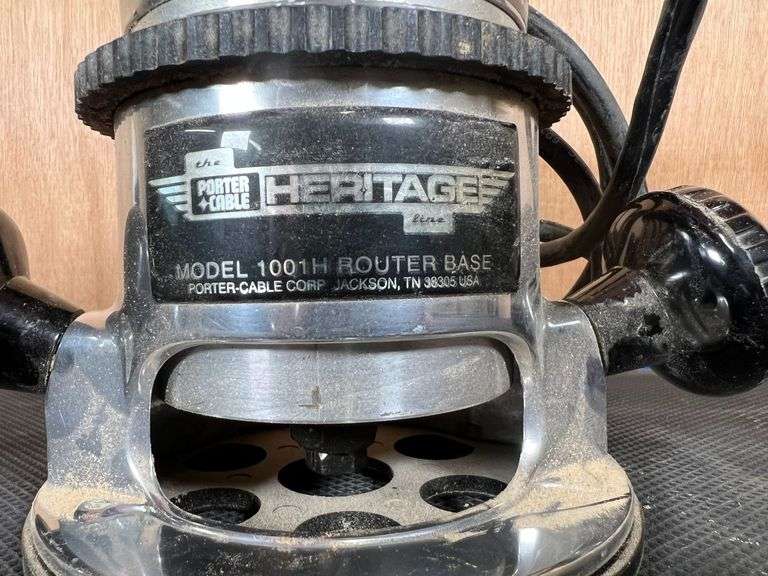 the
PORTER
CABLE
HERITAGE
line
MODEL 1001H ROUTER BASE
PORTER-CABLE CORP. JACKSON, TN 38305 USA